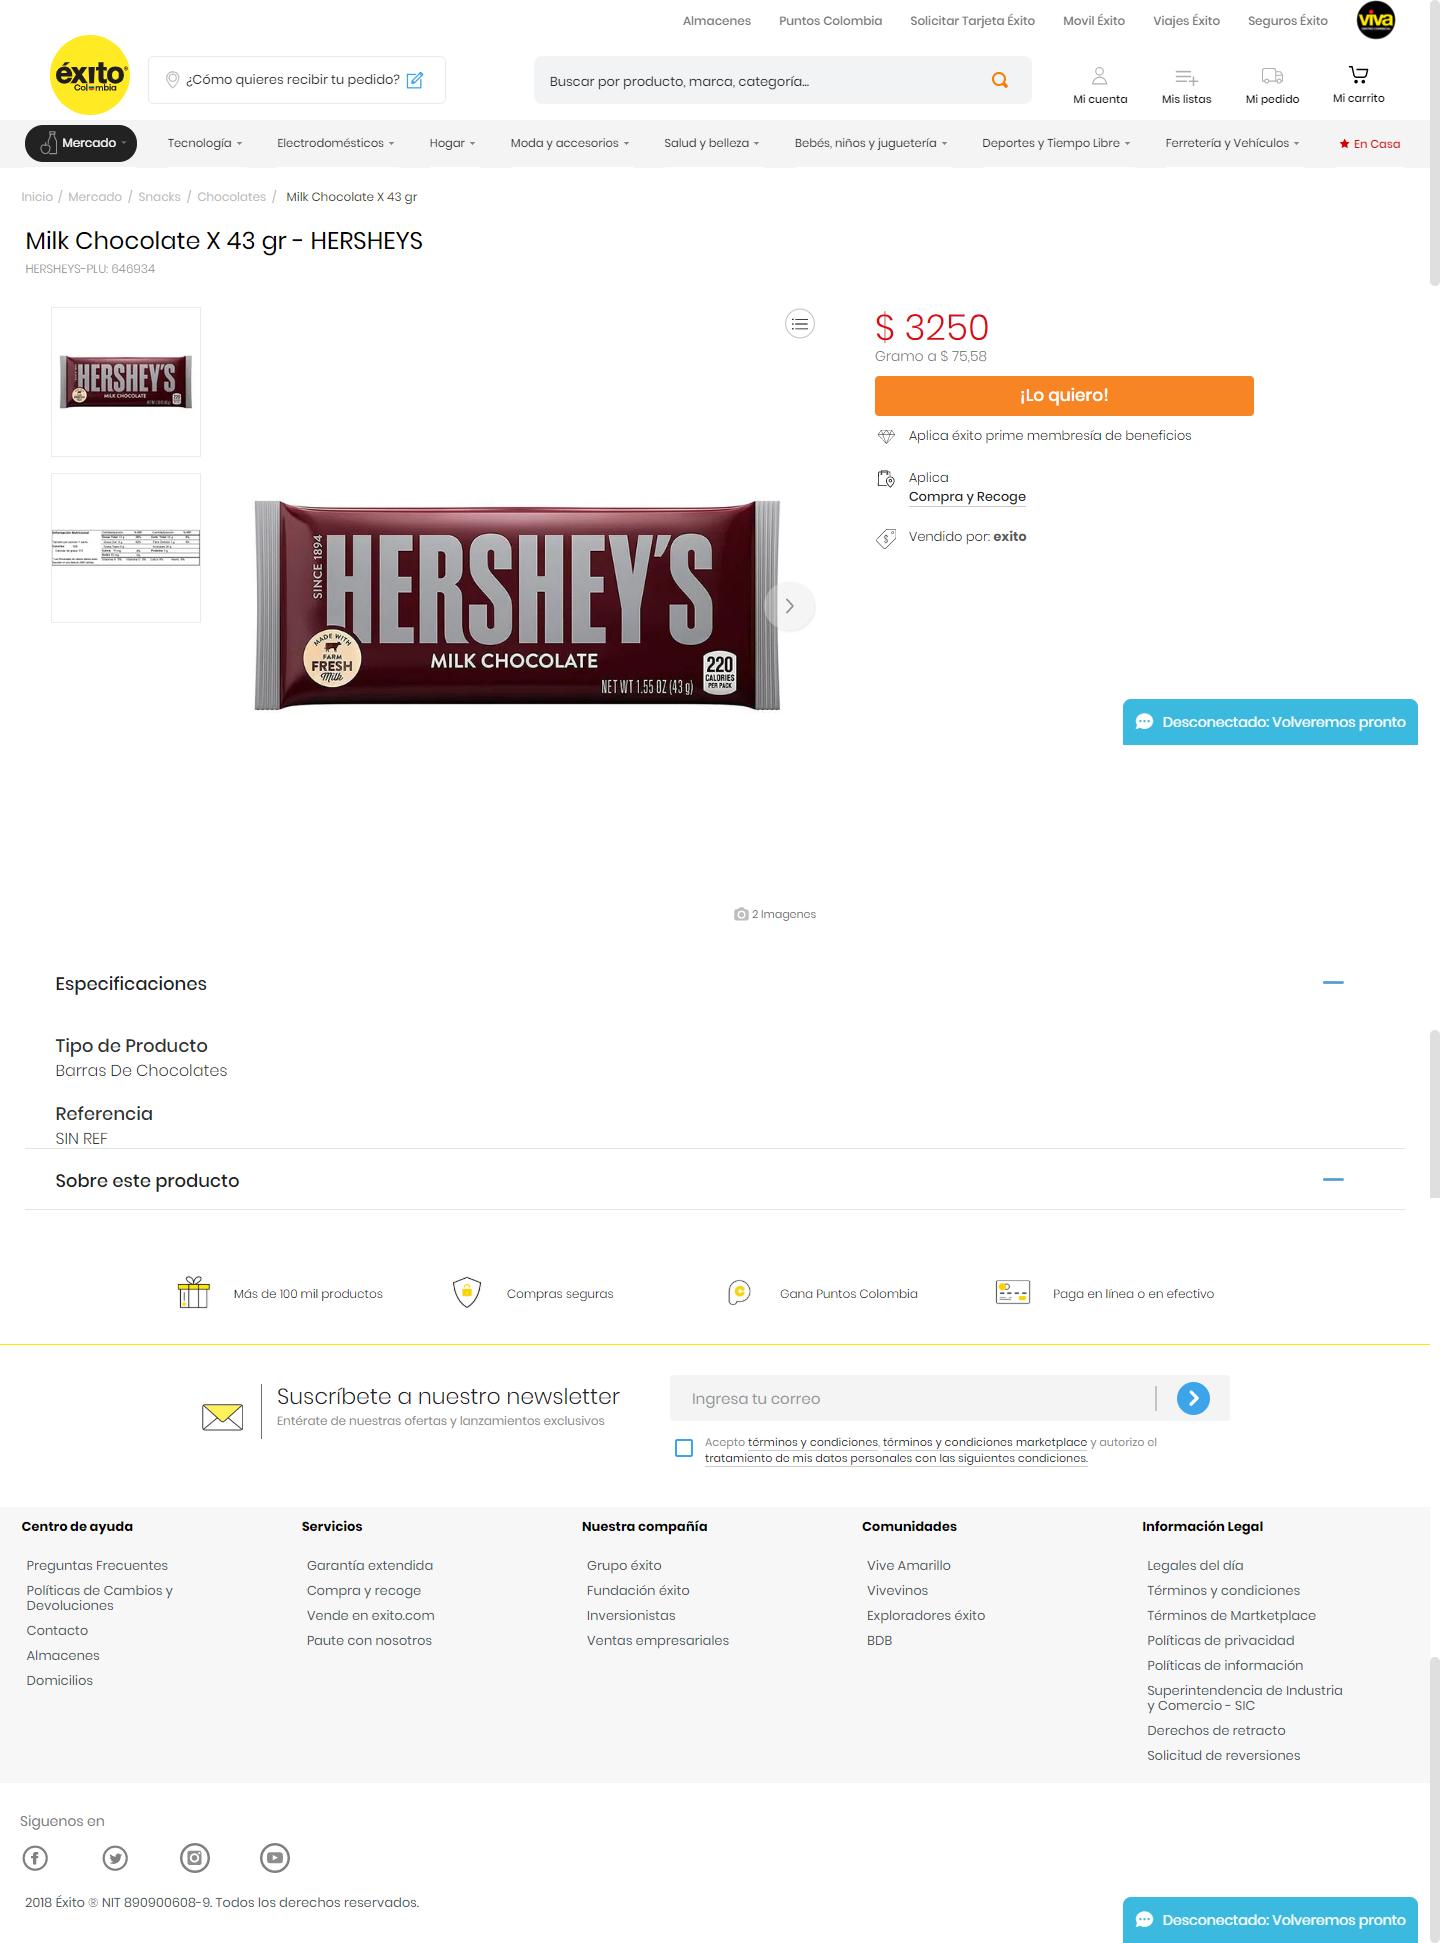 Almacenes
Puntos Colombia
Solicitar Tarjeta Éxito
Movil Éxito
Viajes Éxito
Seguros Éxito
viva
éxito
Colombia
¿Cómo quieres recibir tu pedido?
Buscar por producto, marca, categoría...
Mi cuenta
Mis listas
Mi pedido
Mi carrito
Mercado
Tecnología
Electrodomésticos
Hogar
Moda y accesorios
Salud y belleza
Bebés, niños y juguetería
Deportes y Tiempo Libre
Ferretería y Vehículos
En Casa
Inicio / Mercado / Snacks / Chocolates / Milk Chocolate X 43 gr
Milk Chocolate X 43 gr - HERSHEYS
HERSHEYS-PLU: 646934
HERSHEY'S
MILK CHOCOLATE
SINCE 1894
HERSHEY'S
MADE WITH
FARM
FRESH
Milk
MILK CHOCOLATE
220
CALORIES
PER PACK
NET WT 1.55 OZ (43 g)
$ 3250
Gramo a $ 75,58
¡Lo quiero!
Aplica éxito prime membresía de beneficios
Aplica
Compra y Recoge
Vendido por: exito
Desconectado: Volveremos pronto
2 Imagenes
Especificaciones
Tipo de Producto
Barras De Chocolates
Referencia
SIN REF
Sobre este producto
Más de 100 mil productos
Compras seguras
Gana Puntos Colombia
Paga en línea o en efectivo
Suscríbete a nuestro newsletter
Entérate de nuestras ofertas y lanzamientos exclusivos
Ingresa tu correo
Acepto términos y condiciones, términos y condiciones marketplace y autorizo el
tratamiento de mis datos personales con las siguientes condiciones.
Centro de ayuda
Preguntas Frecuentes
Políticas de Cambios y
Devoluciones
Contacto
Almacenes
Domicilios
Servicios
Garantía extendida
Compra y recoge
Vende en exito.com
Paute con nosotros
Nuestra compañía
Grupo éxito
Fundación éxito
Inversionistas
Ventas empresariales
Comunidades
Vive Amarillo
Vivevinos
Exploradores éxito
BDB
Información Legal
Legales del día
Términos y condiciones
Términos de Martketplace
Políticas de privacidad
Políticas de información
Superintendencia de Industria
y Comercio - SIC
Derechos de retracto
Solicitud de reversiones
Siguenos en
2018 Éxito ® NIT 890900608-9. Todos los derechos reservados.
Desconectado: Volveremos pronto